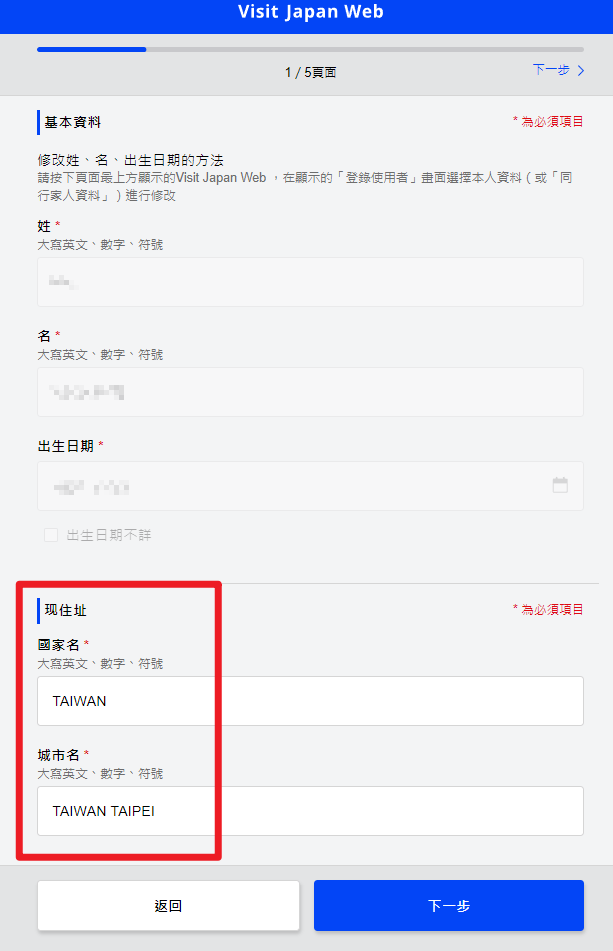 Visit Japan Web
1 / 5頁面
下一步
基本資料
* 為必須項目
修改姓、名、出生日期的方法
請按下頁面最上方顯示的Visit Japan Web ，在顯示的「登錄使用者」畫面選擇本人資料（或「同
行家人資料」）進行修改
姓 *
大寫英文、數字、符號
名 *
大寫英文、數字、符號
出生日期 *
出生日期不詳
現住址
* 為必須項目
國家名 *
大寫英文、數字、符號
TAIWAN
城市名 *
大寫英文、數字、符號
TAIWAN TAIPEI
返回
下一步